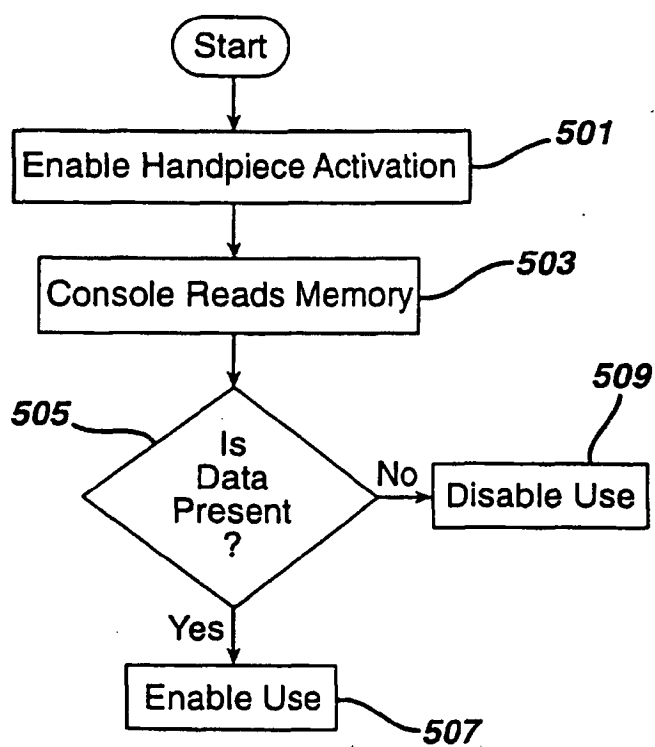 Start
501
Enable Handpiece Activation
503
Console Reads Memory
505
Is
Data
Present
?
No
509
Disable Use
Yes
Enable Use
507